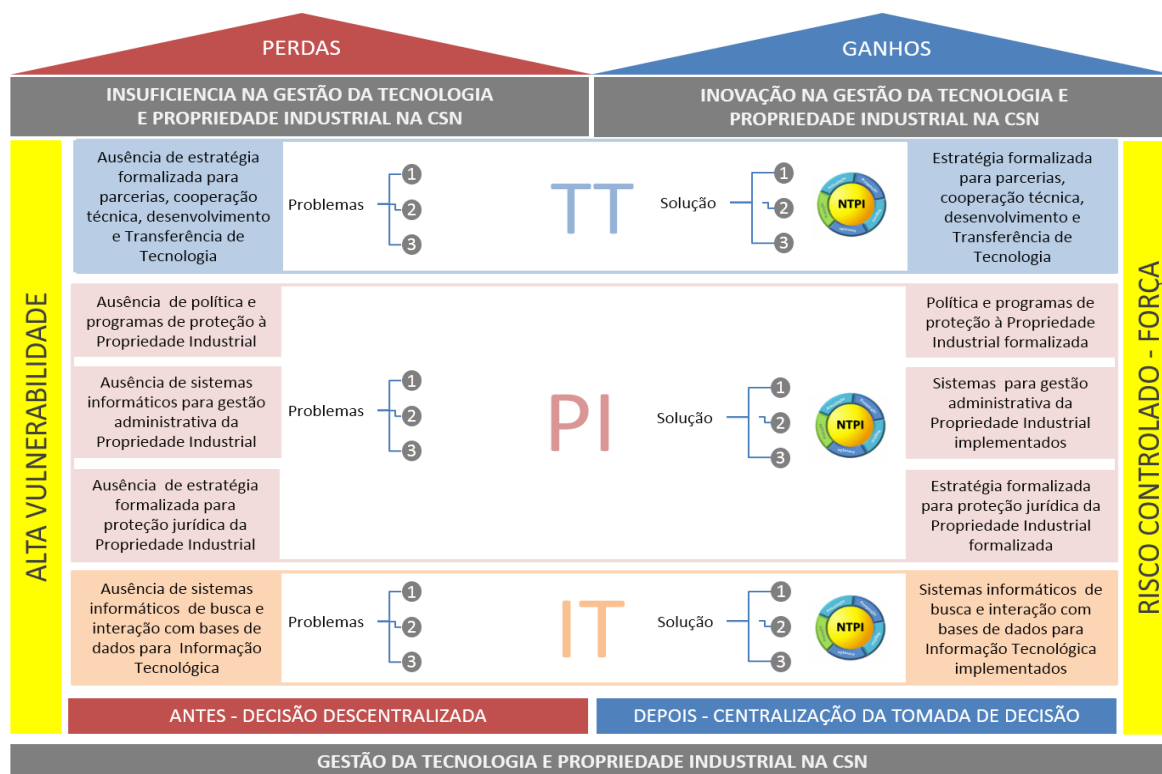 PERDAS
GANHOS
INSUFICIENCIA NA GESTÃO DA TECNOLOGIA
E PROPRIEDADE INDUSTRIAL NA CSN
INOVAÇÃO NA GESTÃO DA TECNOLOGIA E
PROPRIEDADE INDUSTRIAL NA CSN
ALTA VULNERABILIDADE
Ausência de estratégia
formalizada para
parcerias, cooperação
técnica, desenvolvimento
e Transferência de
Tecnologia
Problemas
1
2
3
TT
Solução
1
2
3
NTPI
Estratégia formalizada
para parcerias,
cooperação técnica,
desenvolvimento e
Transferência de
Tecnologia
Ausência de política e
programas de proteção à
Propriedade Industrial
Ausência de sistemas
informáticos para gestão
administrativa da
Propriedade Industrial
Ausência de estratégia
formalizada para
proteção jurídica da
Propriedade Industrial
Problemas
1
2
3
PI
Solução
1
2
3
NTPI
Política e programas de
proteção à Propriedade
Industrial formalizada
Sistemas para gestão
administrativa da
Propriedade Industrial
implementados
Estratégia formalizada
para proteção jurídica da
Propriedade Industrial
formalizada
Ausência de sistemas
informáticos de busca e
interação com bases de
dados para Informação
Tecnológica
Problemas
1
2
3
IT
Solução
1
2
3
NTPI
Sistemas informáticos de
busca e interação com
bases de dados para
Informação Tecnológica
implementados
RISCO CONTROLADO - FORÇA
ANTES - DECISÃO DESCENTRALIZADA
DEPOIS - CENTRALIZAÇÃO DA TOMADA DE DECISÃO
GESTÃO DA TECNOLOGIA E PROPRIEDADE INDUSTRIAL NA CSN